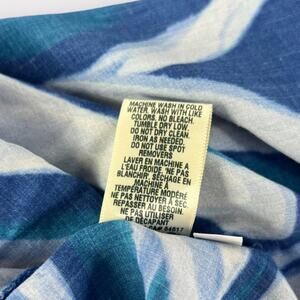 MACHINE WASH IN COLD
WATER. WASH WITH LIKE
COLORS, NO BLEACH.
TUMBLE DRY LOW.
DO NOT DRY CLEAN.
IRON AS NEEDED.
DO NOT USE SPOT
REMOVERS
LAVER EN MACHINE À
L'EAU FROIDE, NE PAS
BLANCHIR, SÉCHAGE EN
MACHINE À
TEMPÉRATURE MODÉRÉ
NE PAS NETTOYER À SEC.
REPASSER AU BESOIN.
NE PAS UTILISER
DE DÉCAPANT
CA# 54617